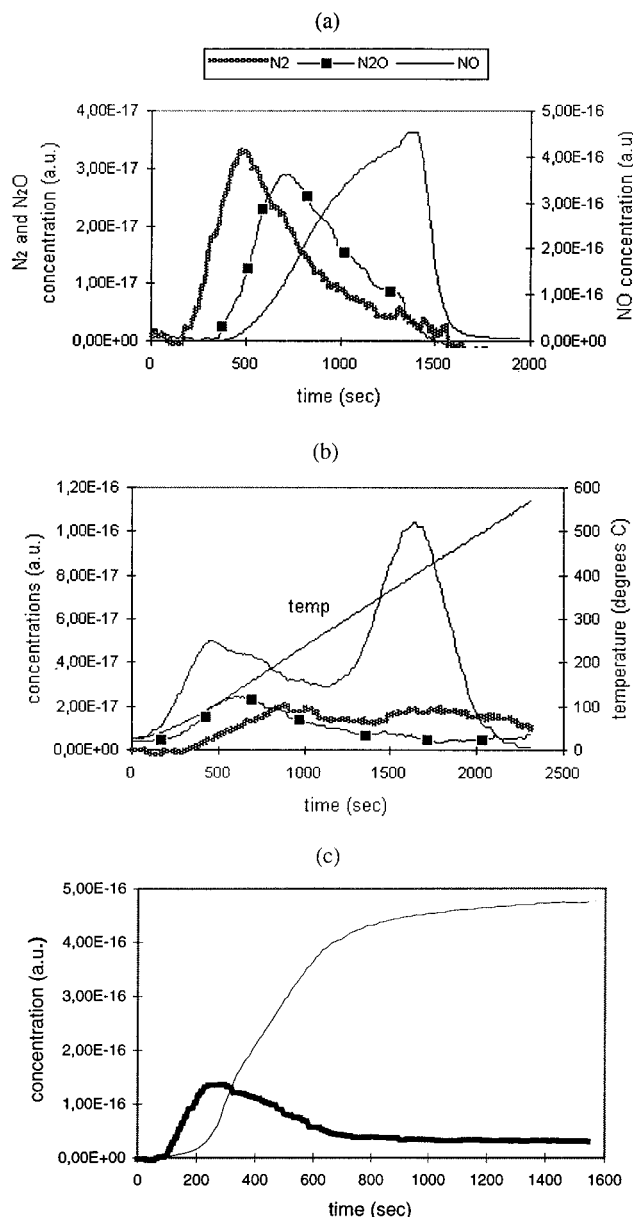 (a)
N2 N2O NO
N2 and N2O
concentration (a.u.)
4,00E-17
3,00E-17
2,00E-17
1,00E-17
0,00E+00
5,00E-16
4,00E-16
3,00E-16
2,00E-16
1,00E-16
0,00E+00
NO concentration (a.u)
0 500 1000 1500 2000
time (sec)
(b)
concentrations (a.u.)
1,20E-16
1,00E-16
8,00E-17
6,00E-17
4,00E-17
2,00E-17
0,00E+00
temp
600
500
400
300
200
100
0
temperature (degrees C)
0 500 1000 1500 2000 2500
time (sec)
(c)
concentration (a.u.)
5,00E-16
4,00E-16
3,00E-16
2,00E-16
1,00E-16
0,00E+00
0 200 400 600 800 1000 1200 1400 1600
time (sec)